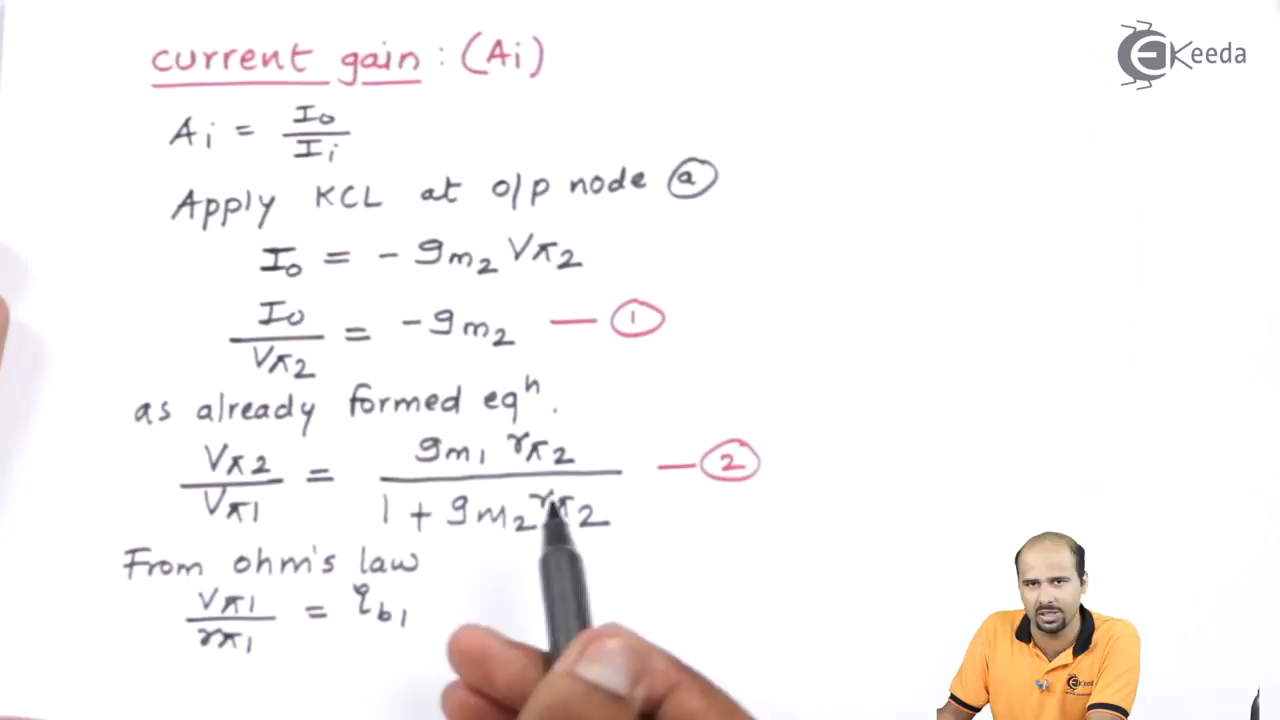 current gain : (Ai)
EKeeda
Ai = Io / Ii
Apply KCL at o/p node a
Io = - gm2 Vπ2
Io / Vπ2 = - gm2 — 1
as already formed eqn.
Vπ2 / Vπ1 = gm1 rπ2 / 1 + gm2 rπ2 — 2
From ohm's law
Vπ1 / rπ1 = ib1
EKeeda